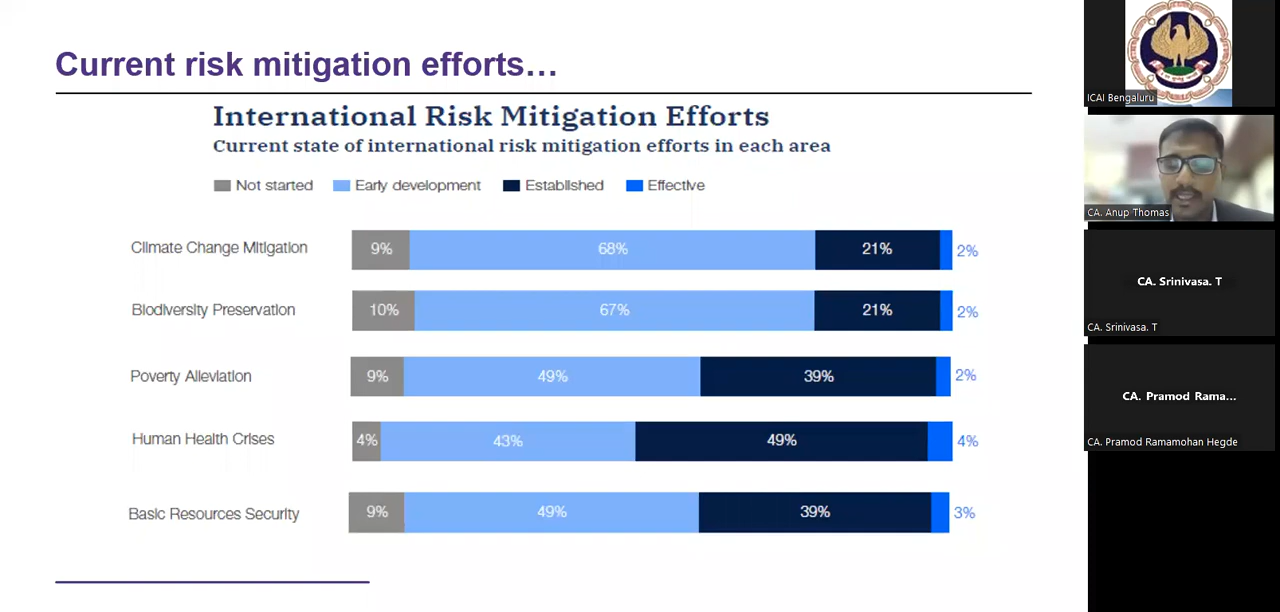 Current risk mitigation efforts…
International Risk Mitigation Efforts
Current state of international risk mitigation efforts in each area
Not started Early development Established Effective
Climate Change Mitigation 9% 68% 21% 2%
Biodiversity Preservation 10% 67% 21% 2%
Poverty Alleviation 9% 49% 39% 2%
Human Health Crises 4% 43% 49% 4%
Basic Resources Security 9% 49% 39% 3%
ICAI Bengaluru
CA. Anup Thomas
CA. Srinivasa. T
CA. Srinivasa. T
CA. Pramod Rama...
CA. Pramod Ramamohan Hegde